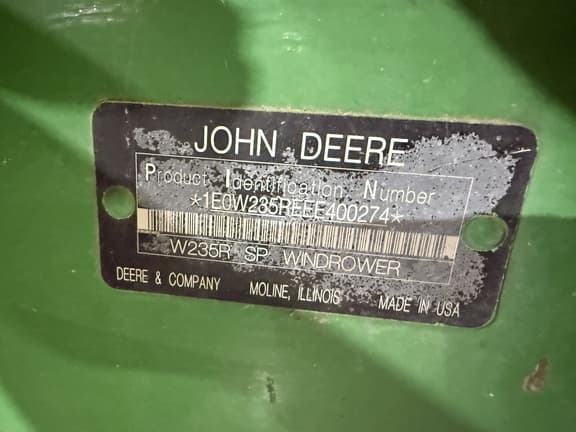 JOHN DEERE
Product Identification Number
*1E0W235REEE400274*
W235R SP WINDROWER
DEERE & COMPANY MOLINE, ILLINOIS MADE IN USA